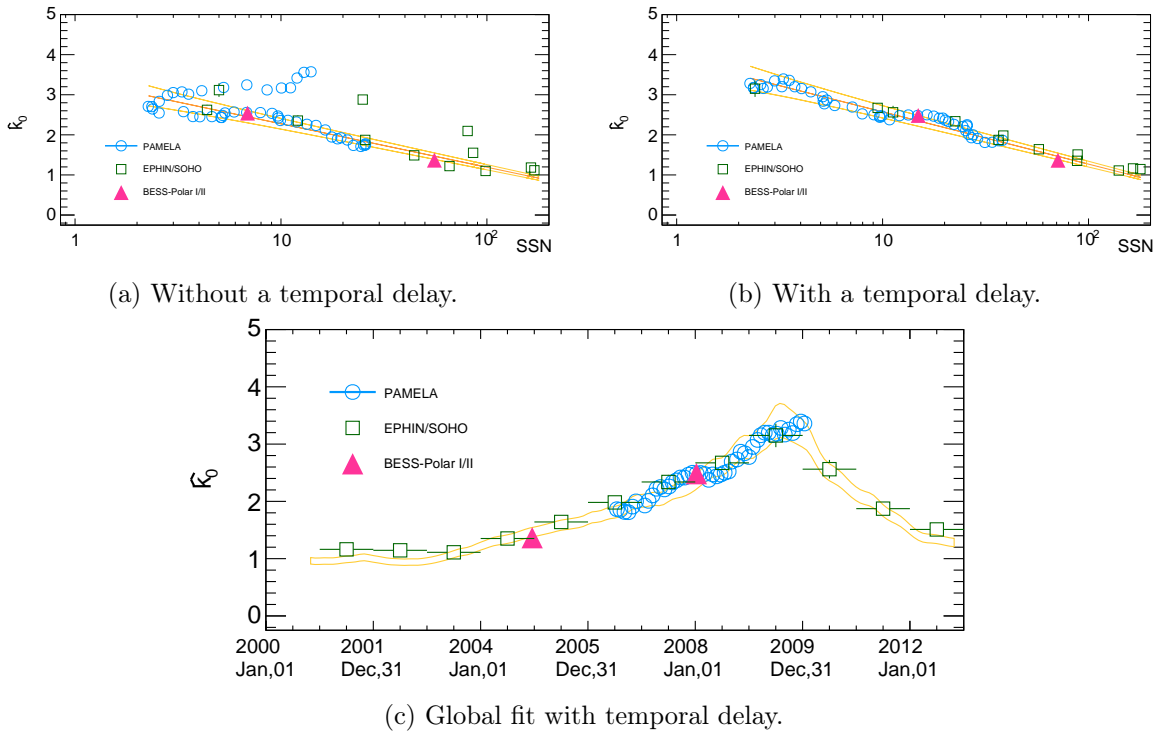 5
4
3
2
1
0
k̂₀
PAMELA
EPHIN/SOHO
BESS-Polar I/II
1
10
10²
SSN
(a) Without a temporal delay.
5
4
3
2
1
0
k̂₀
PAMELA
EPHIN/SOHO
BESS-Polar I/II
1
10
10²
SSN
(b) With a temporal delay.
5
4
3
2
1
0
k̂₀
PAMELA
EPHIN/SOHO
BESS-Polar I/II
2000 2001 2004 2005 2008 2009 2012
Jan,01 Dec,31 Jan,01 Dec,31 Jan,01 Dec,31 Jan,01
(c) Global fit with temporal delay.